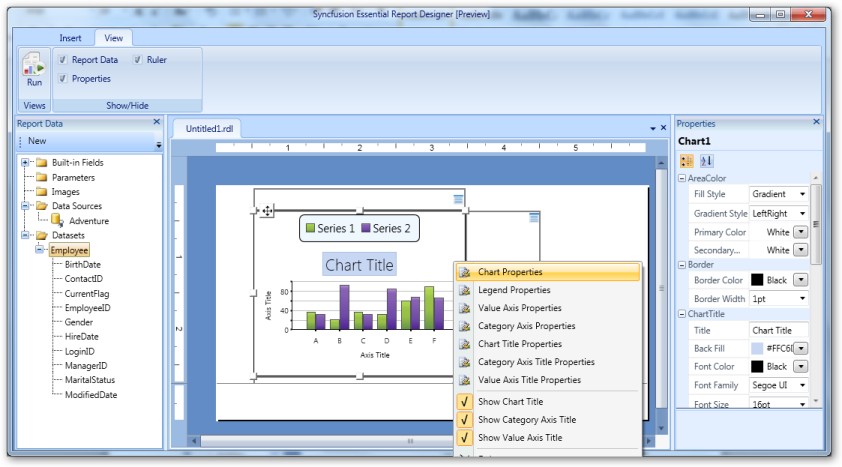 Syncfusion Essential Report Designer [Preview]
Insert View
Report Data Ruler
Properties
Run
Views Show/Hide
Report Data
New
Built-in Fields
Parameters
Images
Data Sources
Adventure
Datasets
Employee
BirthDate
ContactID
CurrentFlag
EmployeeID
Gender
HireDate
LoginID
ManagerID
MaritalStatus
ModifiedDate
Untitled1.rdl
1 2 3 4 5
1
2
Series 1 Series 2
Chart Title
Axis Title
80
40
0
A B C D E F
Axis Title
Chart Properties
Legend Properties
Value Axis Properties
Category Axis Properties
Chart Title Properties
Category Axis Title Properties
Value Axis Title Properties
Show Chart Title
Show Category Axis Title
Show Value Axis Title
Properties
Chart1
AreaColor
Fill Style Gradient
Gradient Style LeftRight
Primary Color White
Secondary... White
Border
Border Color Black
Border Width 1pt
ChartTitle
Title Chart Title
Back Fill
Font Color Black
Font Family Segoe UI
Font Size 16pt